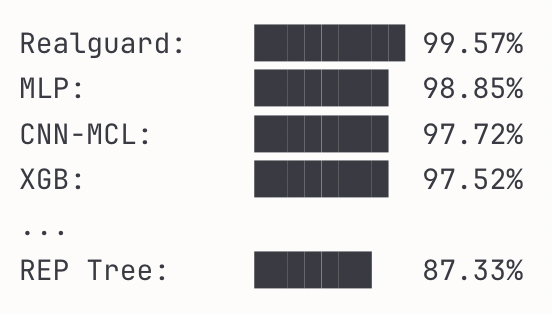 Realguard: █████████ 99.57%
MLP: ████████ 98.85%
CNN-MCL: ████████ 97.72%
XGB: ████████ 97.52%
...
REP Tree: ███████ 87.33%